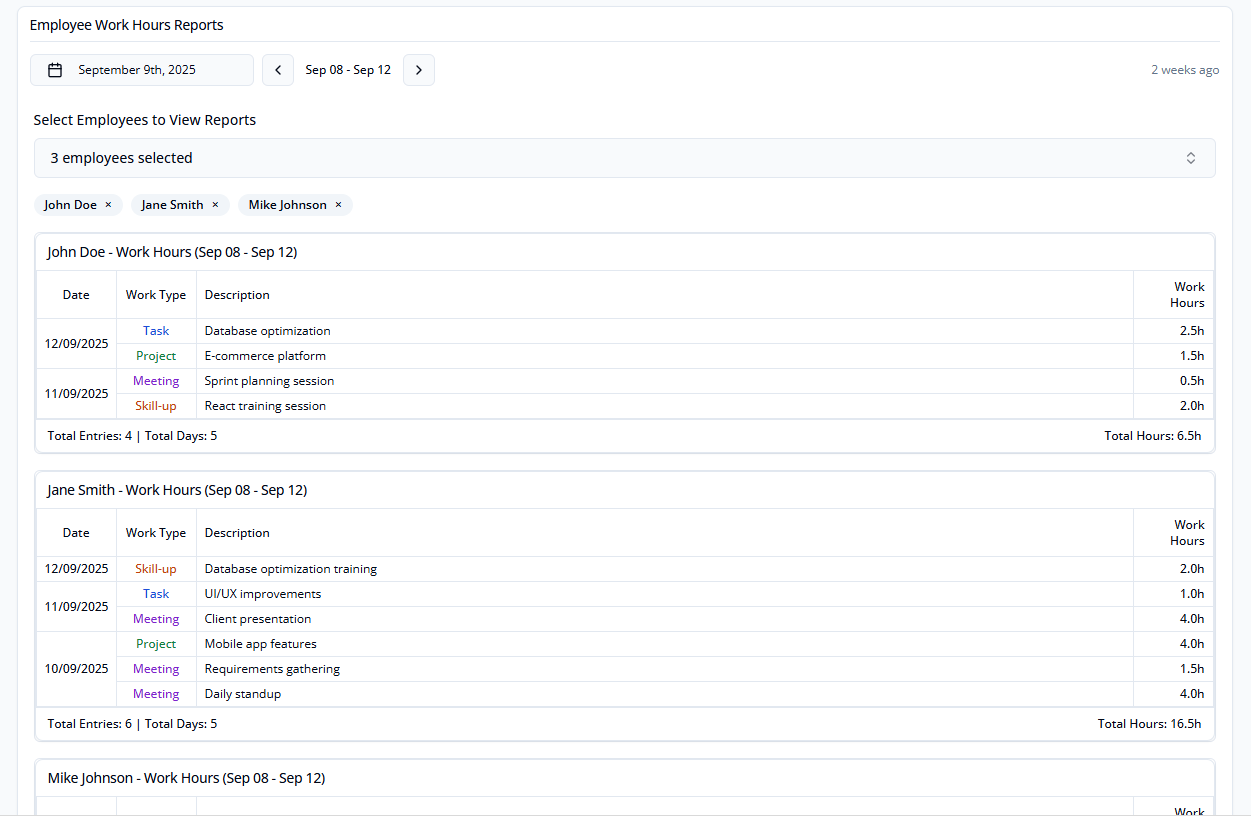 Employee Work Hours Reports
September 9th, 2025 Sep 08 - Sep 12 2 weeks ago
Select Employees to View Reports
3 employees selected
John Doe × Jane Smith × Mike Johnson ×
John Doe - Work Hours (Sep 08 - Sep 12)
Date Work Type Description Work Hours
12/09/2025 Task Database optimization 2.5h
Project E-commerce platform 1.5h
11/09/2025 Meeting Sprint planning session 0.5h
Skill-up React training session 2.0h
Total Entries: 4 | Total Days: 5 Total Hours: 6.5h
Jane Smith - Work Hours (Sep 08 - Sep 12)
Date Work Type Description Work Hours
12/09/2025 Skill-up Database optimization training 2.0h
11/09/2025 Task UI/UX improvements 1.0h
Meeting Client presentation 4.0h
10/09/2025 Project Mobile app features 4.0h
Meeting Requirements gathering 1.5h
Meeting Daily standup 4.0h
Total Entries: 6 | Total Days: 5 Total Hours: 16.5h
Mike Johnson - Work Hours (Sep 08 - Sep 12)
Work